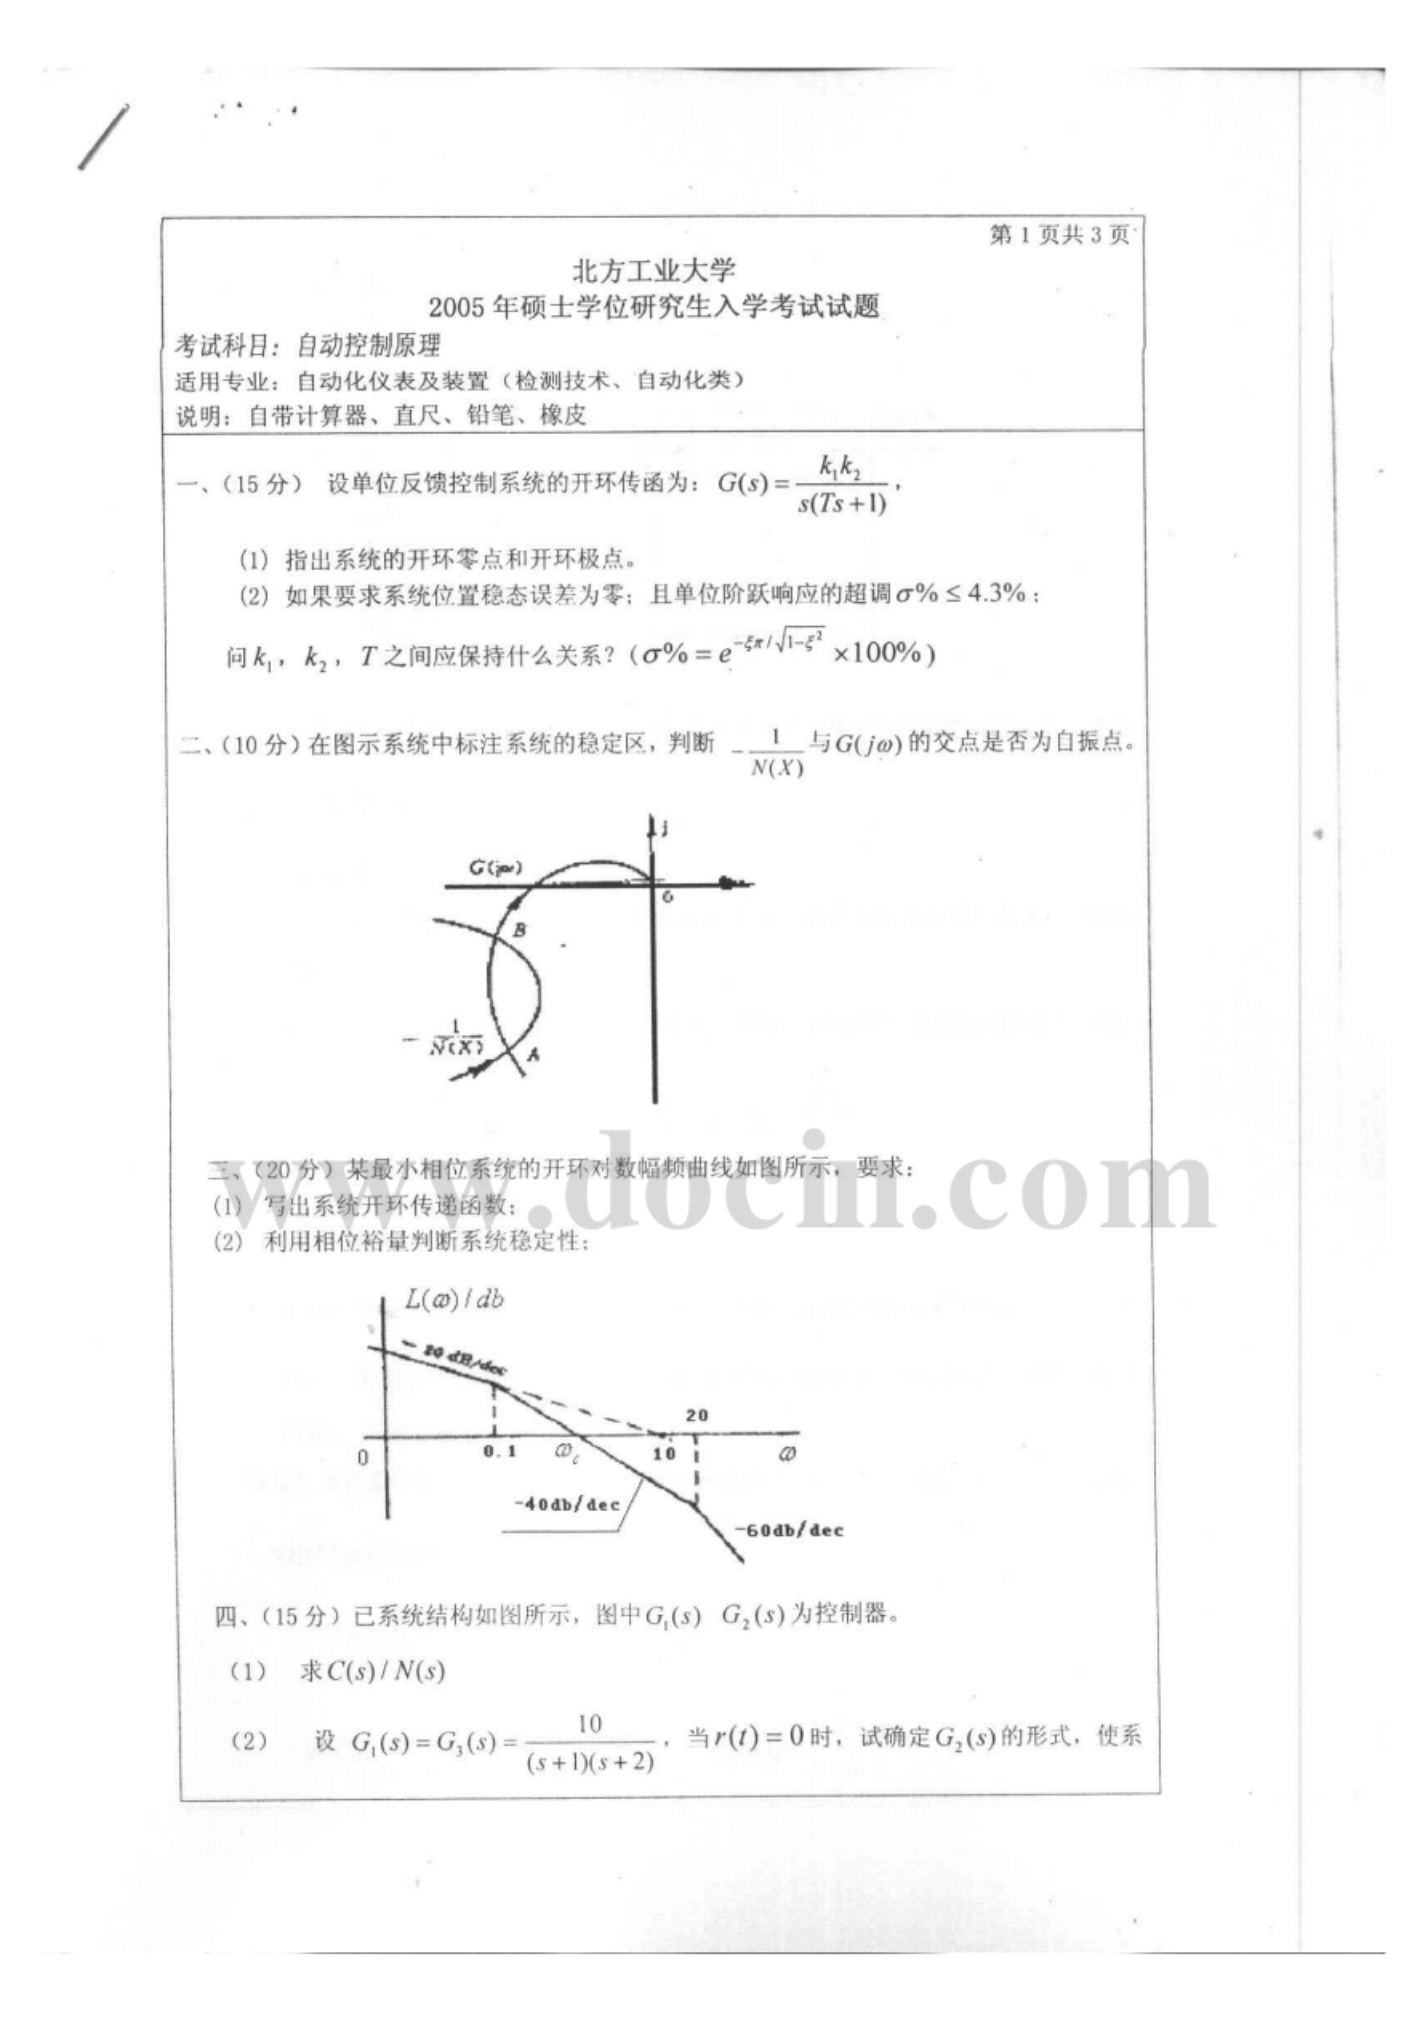 第 1 页共 3 页
北方工业大学
2005 年硕士学位研究生入学考试试题
考试科目：自动控制原理
适用专业：自动化仪表及装置（检测技术、自动化类）
说明：自带计算器、直尺、铅笔、橡皮
一、（15 分） 设单位反馈控制系统的开环传函为：G(s) = k₁k₂ / s(Ts+1)，
(1) 指出系统的开环零点和开环极点。
(2) 如果要求系统位置稳态误差为零；且单位阶跃响应的超调σ% ≤ 4.3%；
问 k₁， k₂， T 之间应保持什么关系？(σ% = e^(-ξπ/√(1-ξ²)) ×100%)
二、（10 分）在图示系统中标注系统的稳定区，判断 - 1/N(X) 与G(jω) 的交点是否为自振点。
j
G(jω)
0
B
- 1/N(X)
A
www.docin.com
三、（20 分）某最小相位系统的开环对数幅频曲线如图所示，要求：
(1) 写出系统开环传递函数；
(2) 利用相位裕量判断系统稳定性；
L(ω)/db
-20 dB/dec
20
0 0.1 ω_c 10 ω
-40db/dec
-60db/dec
四、（15 分）已系统结构如图所示，图中G₁(s) G₂(s)为控制器。
（1） 求C(s)/N(s)
（2） 设 G₁(s) = G₃(s) = 10 / (s+1)(s+2)，当r(t) = 0时，试确定G₂(s)的形式，使系